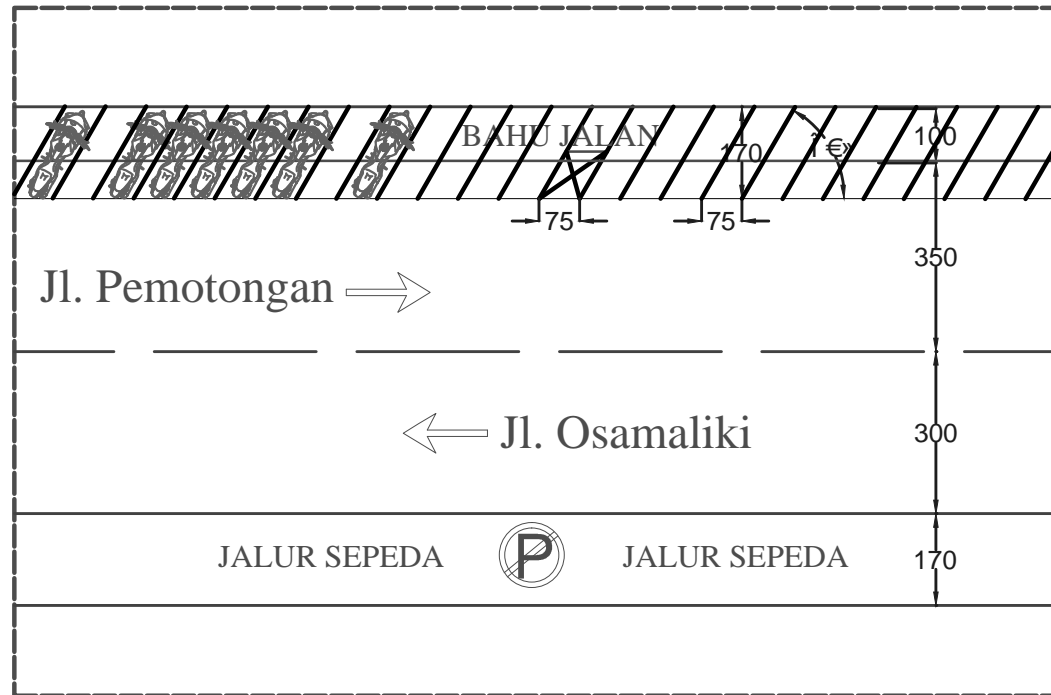 BAHU JALAN
170
100
75
75
350
Jl. Pemotongan
Jl. Osamaliki
300
JALUR SEPEDA
P
JALUR SEPEDA
170